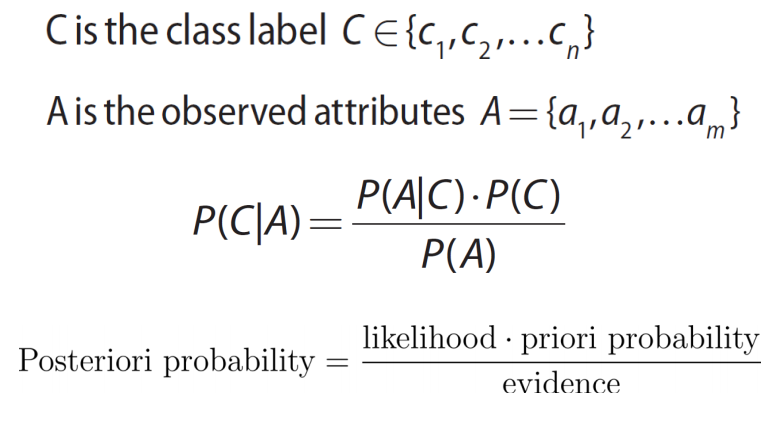 C is the class label C ∈ {c₁, c₂, …cₙ}
A is the observed attributes A = {a₁, a₂, …aₘ}
P(C|A) = P(A|C) · P(C) / P(A)
Posteriori probability = likelihood · priori probability / evidence